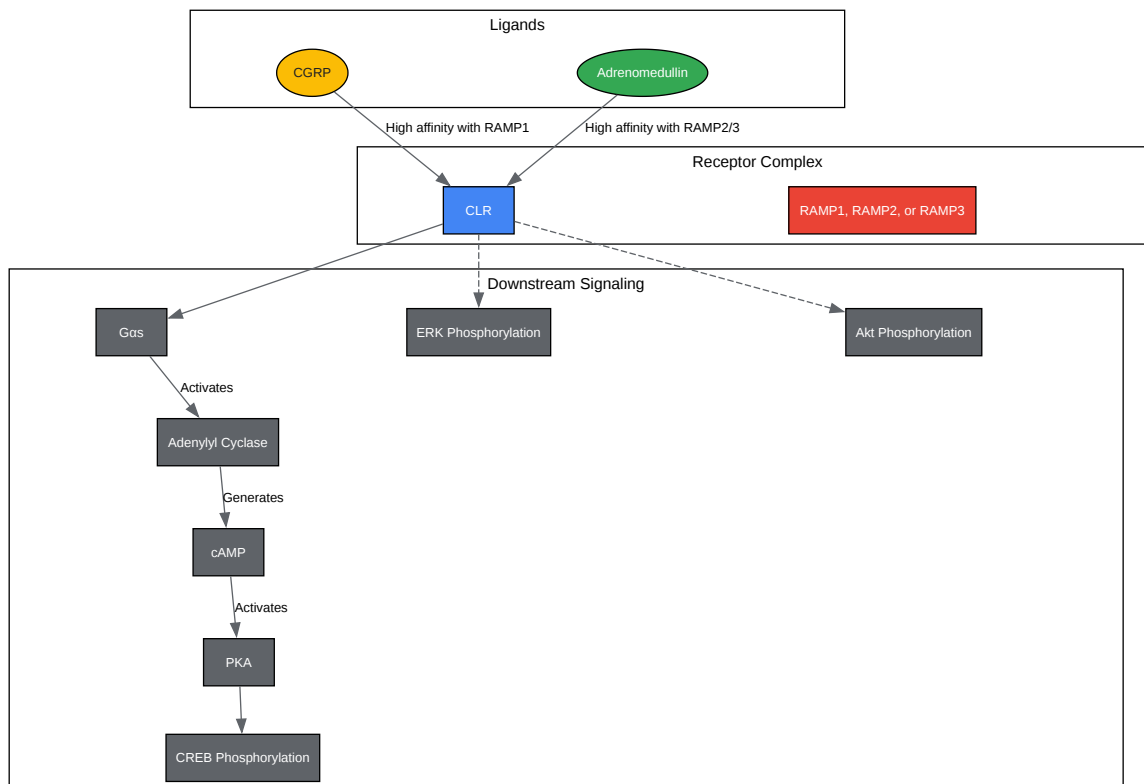 Ligands
CGRP
Adrenomedullin
High affinity with RAMP1
High affinity with RAMP2/3
Receptor Complex
CLR
RAMP1, RAMP2, or RAMP3
Downstream Signaling
Gαs
ERK Phosphorylation
Akt Phosphorylation
Activates
Adenylyl Cyclase
Generates
cAMP
Activates
PKA
CREB Phosphorylation